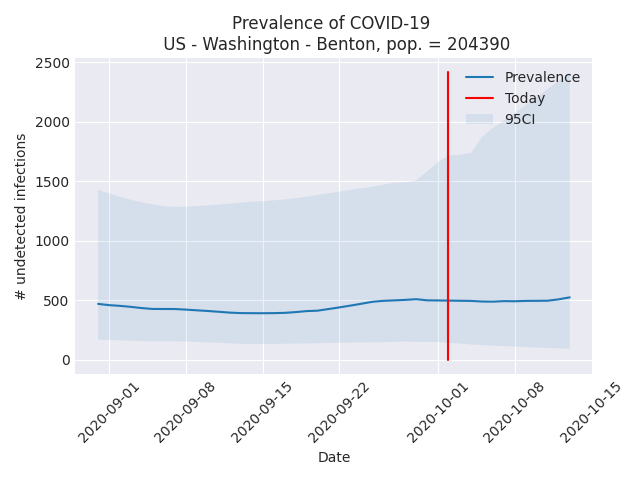 Prevalence of COVID-19
US - Washington - Benton, pop. = 204390
2500
2000
1500
1000
500
0
# undetected infections
Prevalence
Today
95CI
2020-09-01
2020-09-08
2020-09-15
2020-09-22
2020-10-01
2020-10-08
2020-10-15
Date